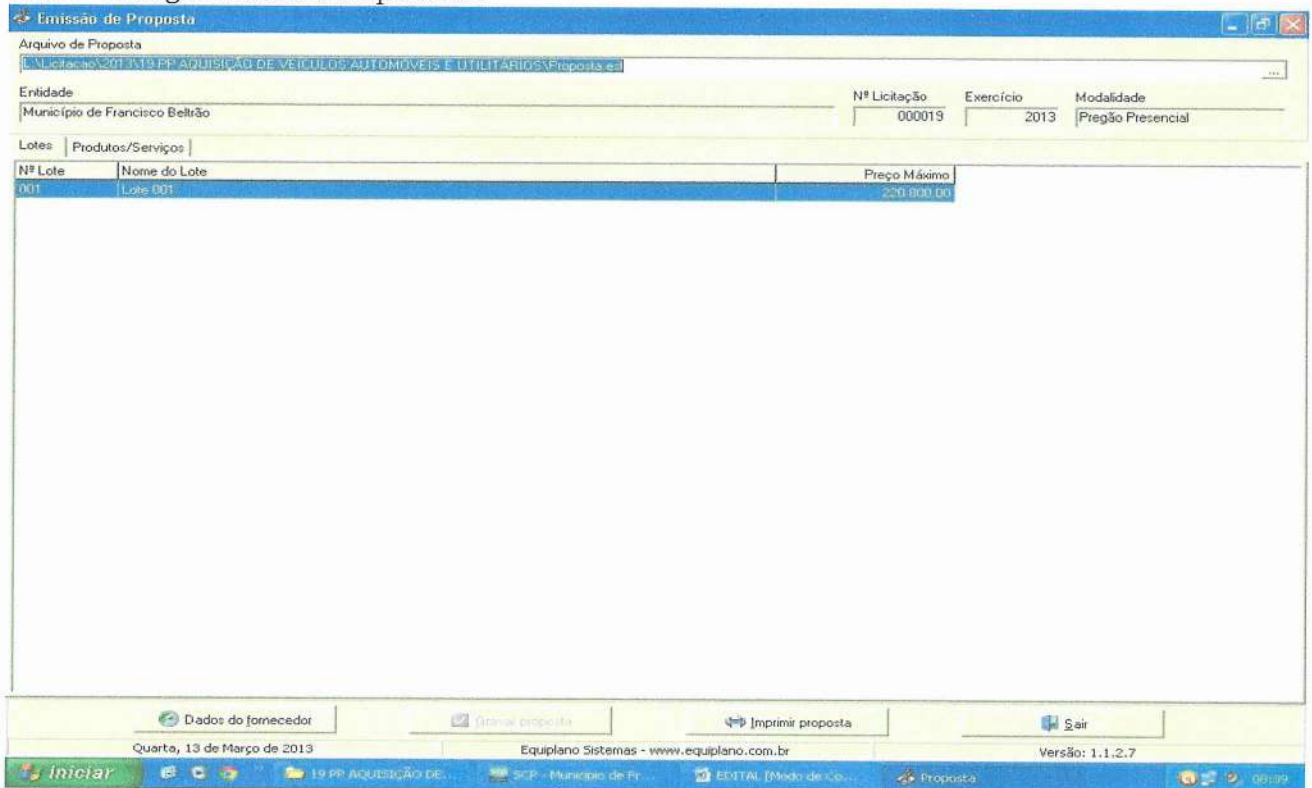 Emissão de Proposta
Arquivo de Proposta
L:\Licitacao\2013\19 PP AQUISIÇÃO DE VEICULOS AUTOMOVEIS E UTILITARIOS\Proposta.esl
...
Entidade Nº Licitação Exercício Modalidade
Município de Francisco Beltrão 000019 2013 Pregão Presencial
Lotes Produtos/Serviços
Nº Lote Nome do Lote Preço Máximo
001 Lote 001 220.800,00
Dados do fornecedor Gravar proposta Imprimir proposta Sair
Quarta, 13 de Março de 2013 Equiplano Sistemas - www.equiplano.com.br Versão: 1.1.2.7
iniciar 19 PP AQUISIÇÃO DE... SCP - Municipio de Fr... EDITAL [Modo de Co... Proposta 08:09